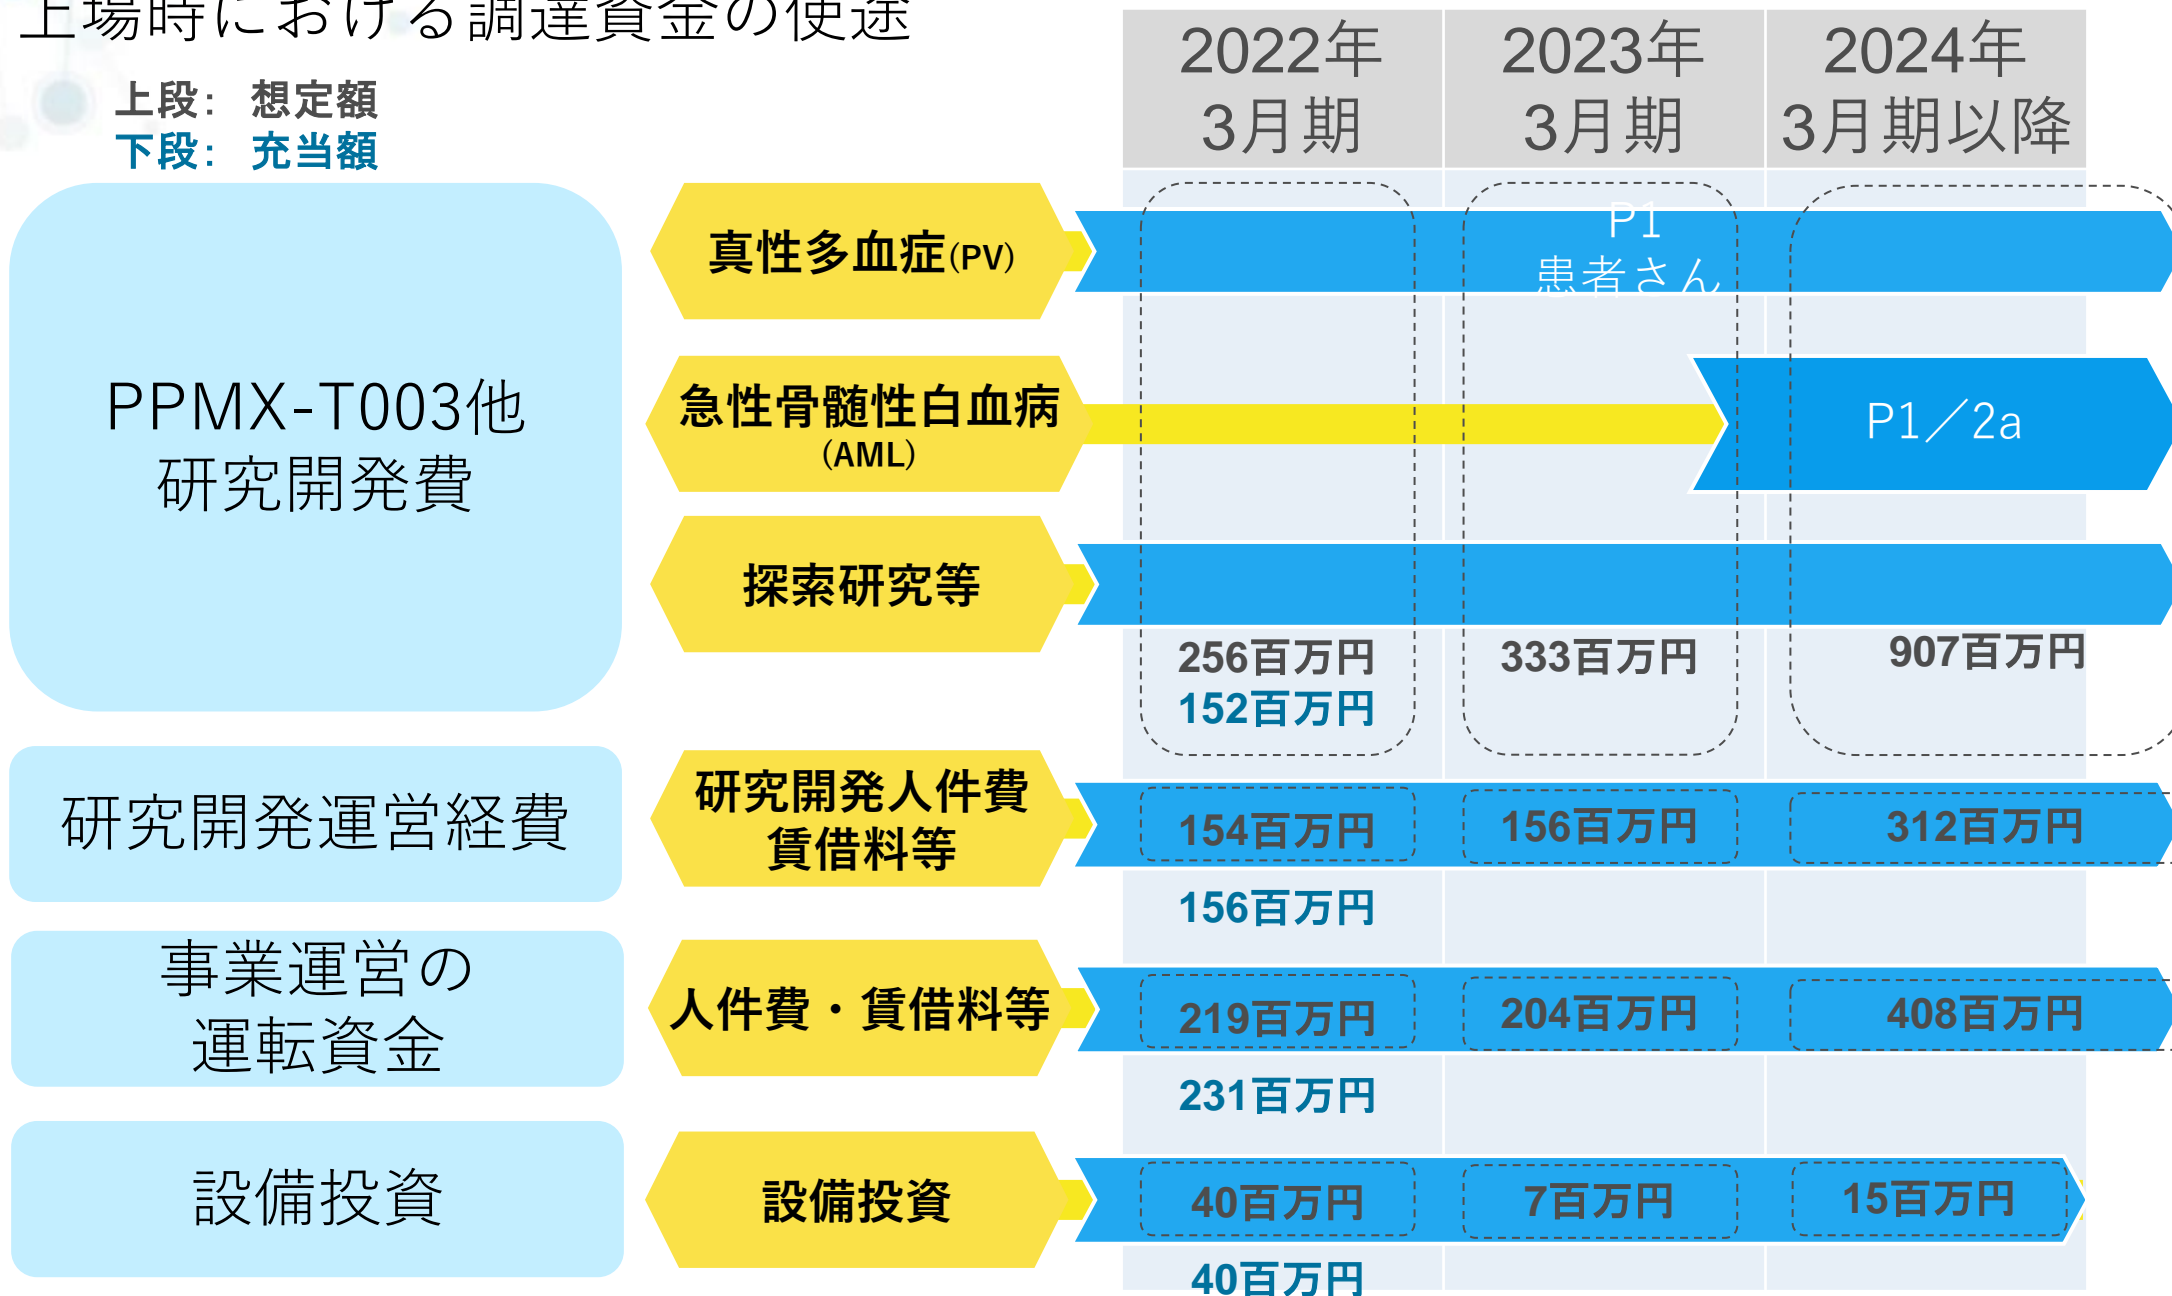 上場時における調達資金の使途
上段： 想定額
下段： 充当額
2022年
3月期
2023年
3月期
2024年
3月期以降
PPMX-T003他
研究開発費
真性多血症(PV)
P1
患者さん
急性骨髄性白血病
(AML)
P1／2a
探索研究等
256百万円
333百万円
907百万円
152百万円
研究開発運営経費
研究開発人件費
賃借料等
154百万円
156百万円
312百万円
156百万円
事業運営の
運転資金
人件費・賃借料等
219百万円
204百万円
408百万円
231百万円
設備投資
設備投資
40百万円
7百万円
15百万円
40百万円